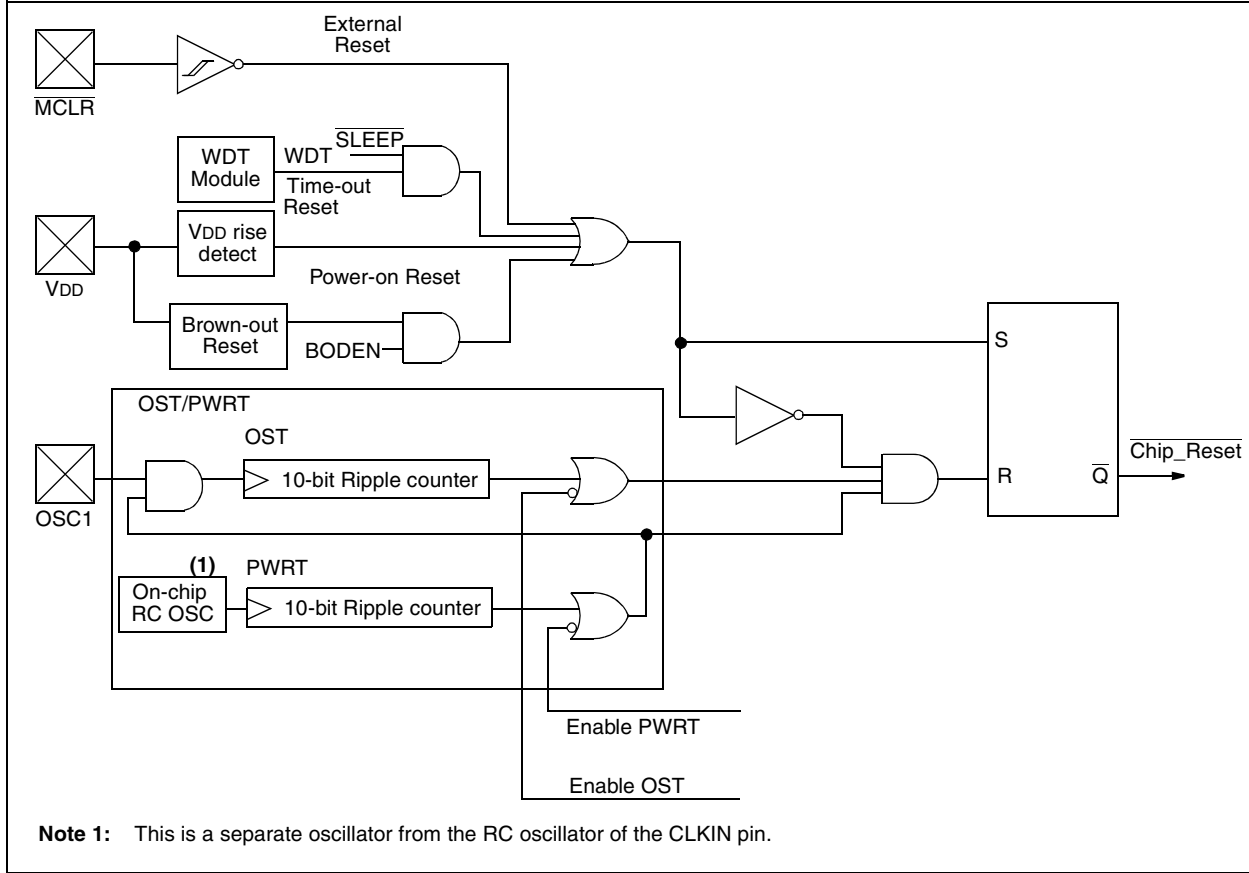 External
Reset
MCLR
SLEEP
WDT
Module
WDT
Time-out
Reset
VDD rise
detect
VDD
Power-on Reset
Brown-out
Reset
BODEN
S
OST/PWRT
OST
10-bit Ripple counter
OSC1
Chip_Reset
R
Q
(1)
PWRT
On-chip
RC OSC
10-bit Ripple counter
Enable PWRT
Enable OST
Note 1: This is a separate oscillator from the RC oscillator of the CLKIN pin.